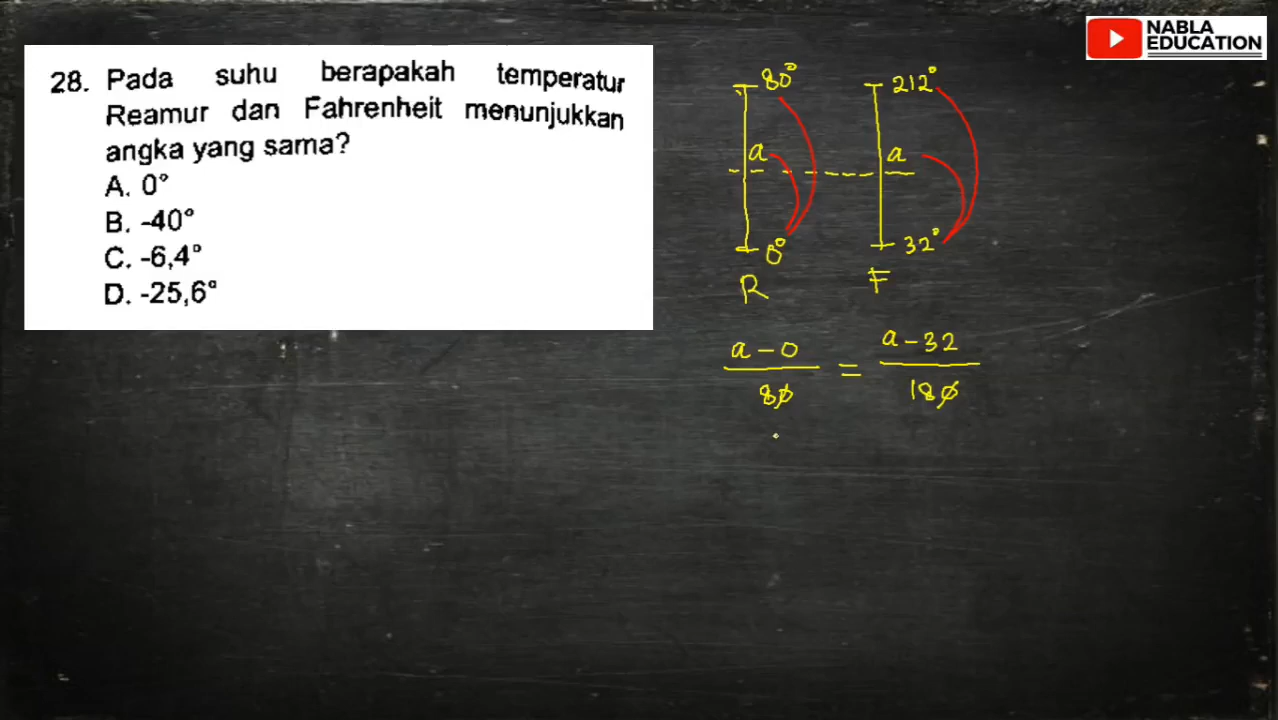 NABLA
EDUCATION
28. Pada suhu berapakah temperatur
Reamur dan Fahrenheit menunjukkan
angka yang sama?
A. 0°
B. -40°
C. -6,4°
D. -25,6°
80° 212°
a a
0° 32°
R F
a - 0 = a - 32
80 180